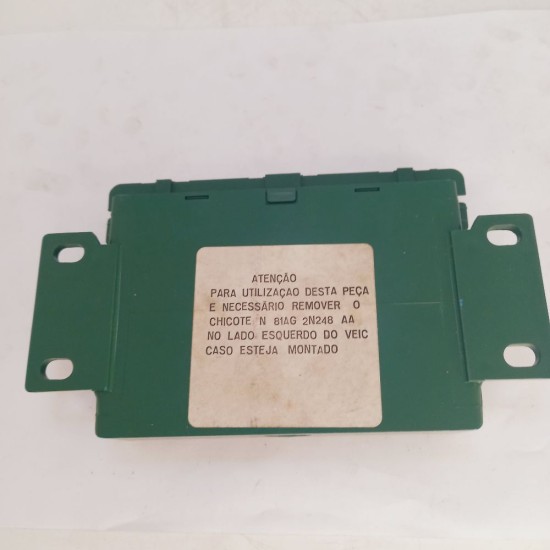 ATENÇÃO
PARA UTILIZAÇAO DESTA PEÇA
E NECESSÁRIO REMOVER O
CHICOTE N 81AG 2N248 AA
NO LADO ESQUERDO DO VEIC
CASO ESTEJA MONTADO